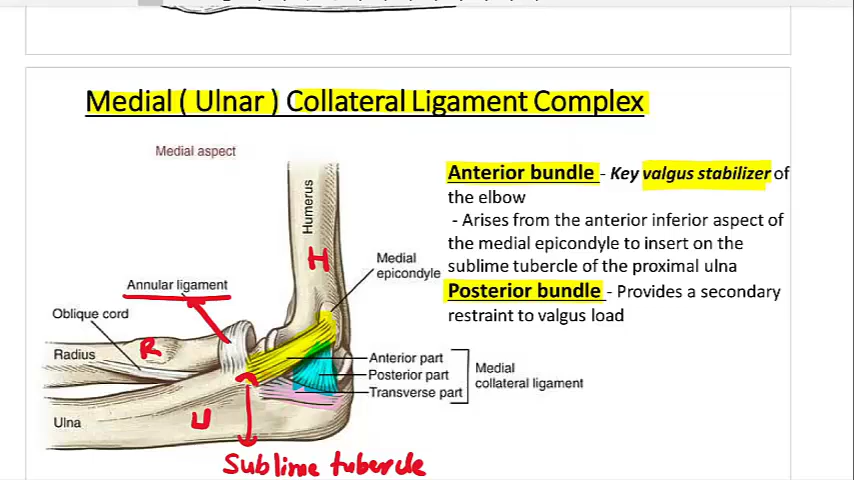 Medial ( Ulnar ) Collateral Ligament Complex
Medial aspect
Anterior bundle - Key valgus stabilizer of
the elbow
- Arises from the anterior inferior aspect of
the medial epicondyle to insert on the
sublime tubercle of the proximal ulna
Posterior bundle - Provides a secondary
restraint to valgus load
Humerus
H
Medial
epicondyle
Annular ligament
Oblique cord
Radius
R
Anterior part
Posterior part
Transverse part
Medial
collateral ligament
Ulna
U
Sublime tubercle